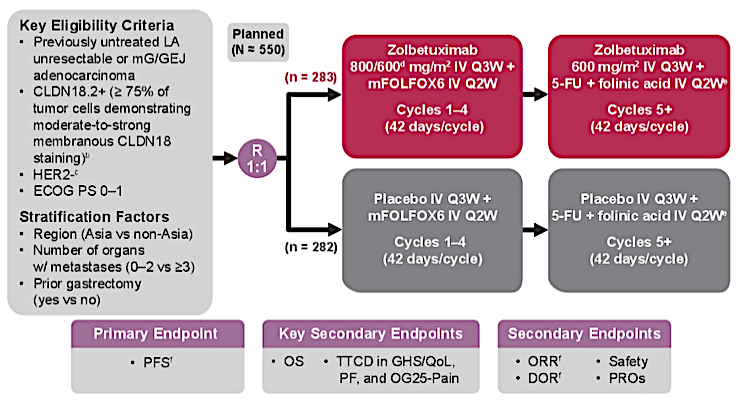 Key Eligibility Criteria
• Previously untreated LA
unresectable or mG/GEJ
adenocarcinoma
• CLDN18.2+ (≥ 75% of
tumor cells demonstrating
moderate-to-strong
membranous CLDN18
staining)ᵇ
• HER2-ᶜ
• ECOG PS 0–1
Stratification Factors
• Region (Asia vs non-Asia)
• Number of organs
w/ metastases (0–2 vs ≥3)
• Prior gastrectomy
(yes vs no)
Planned
(N ≈ 550)
R
1:1
(n = 283)
Zolbetuximab
800/600ᵈ mg/m² IV Q3W +
mFOLFOX6 IV Q2W
Cycles 1–4
(42 days/cycle)
Zolbetuximab
600 mg/m² IV Q3W +
5-FU + folinic acid IV Q2Wᵉ
Cycles 5+
(42 days/cycle)
(n = 282)
Placebo IV Q3W +
mFOLFOX6 IV Q2W
Cycles 1–4
(42 days/cycle)
Placebo IV Q3W +
5-FU + folinic acid IV Q2Wᵉ
Cycles 5+
(42 days/cycle)
Primary Endpoint
• PFSᶠ
Key Secondary Endpoints
• OS • TTCD in GHS/QoL,
PF, and OG25-Pain
Secondary Endpoints
• ORRᶠ • Safety
• DORᶠ • PROs